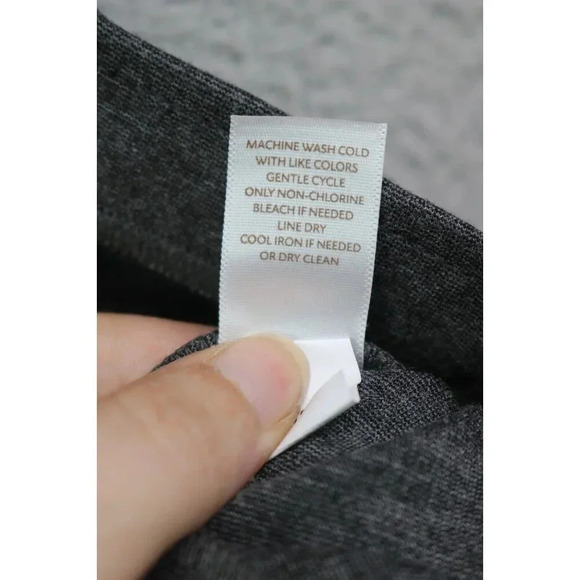 MACHINE WASH COLD
WITH LIKE COLORS
GENTLE CYCLE
ONLY NON-CHLORINE
BLEACH IF NEEDED
LINE DRY
COOL IRON IF NEEDED
OR DRY CLEAN